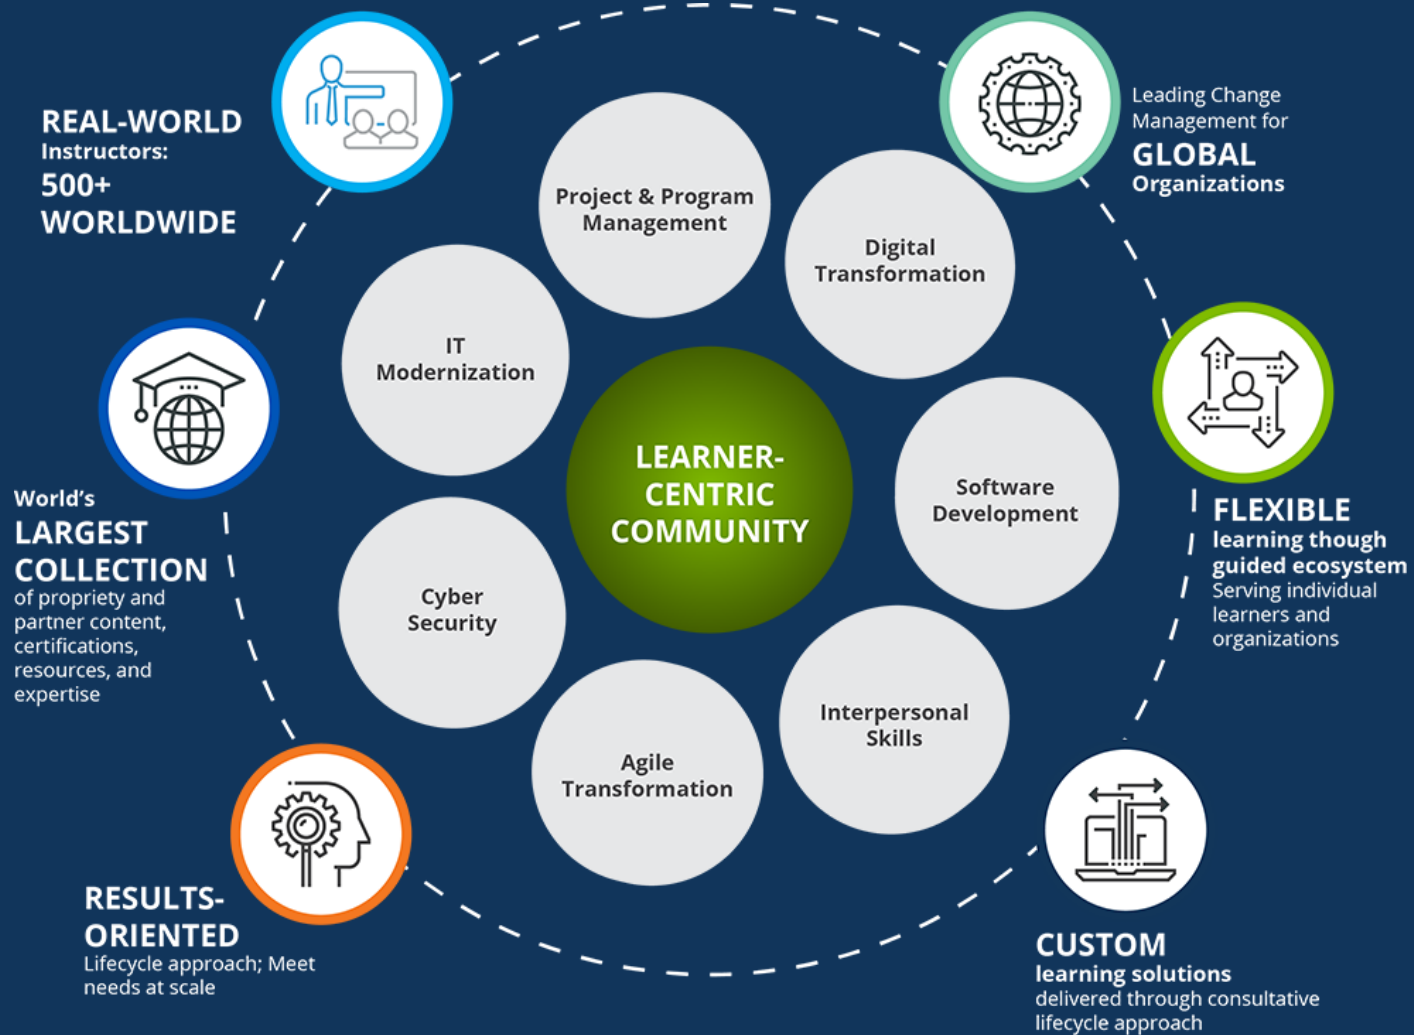 REAL-WORLD
Instructors:
500+
WORLDWIDE
Leading Change
Management for
GLOBAL
Organizations
Project & Program
Management
Digital
Transformation
IT
Modernization
LEARNER-
CENTRIC
COMMUNITY
Software
Development
World's
LARGEST
COLLECTION
of propriety and
partner content,
certifications,
resources, and
expertise
FLEXIBLE
learning though
guided ecosystem
Serving individual
learners and
organizations
Cyber
Security
Interpersonal
Skills
Agile
Transformation
RESULTS-
ORIENTED
Lifecycle approach; Meet
needs at scale
CUSTOM
learning solutions
delivered through consultative
lifecycle approach